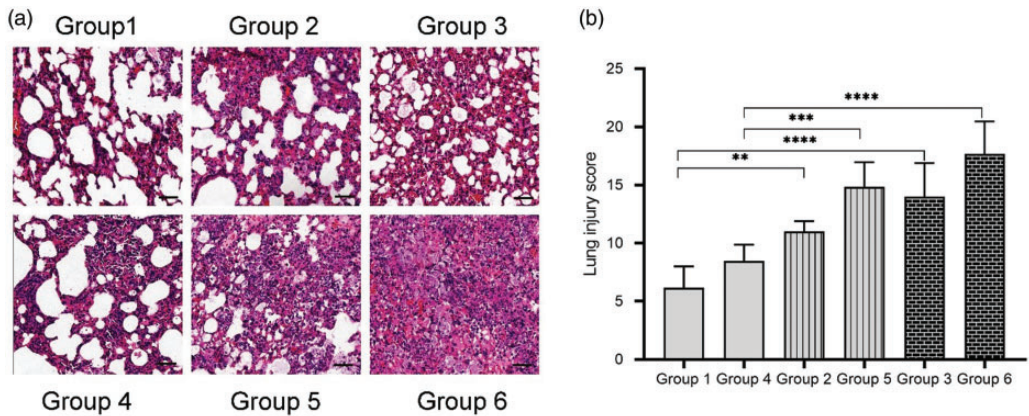 (a)
Group1 Group 2 Group 3
Group 4 Group 5 Group 6
(b)
Lung injury score
25
20
15
10
5
0
****
***
****
**
Group 1 Group 4 Group 2 Group 5 Group 3 Group 6